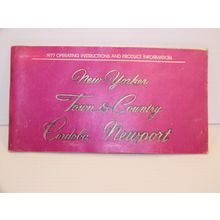 1977 OPERATING INSTRUCTIONS AND PRODUCT INFORMATION
New Yorker
Town & Country
Cordoba Newport